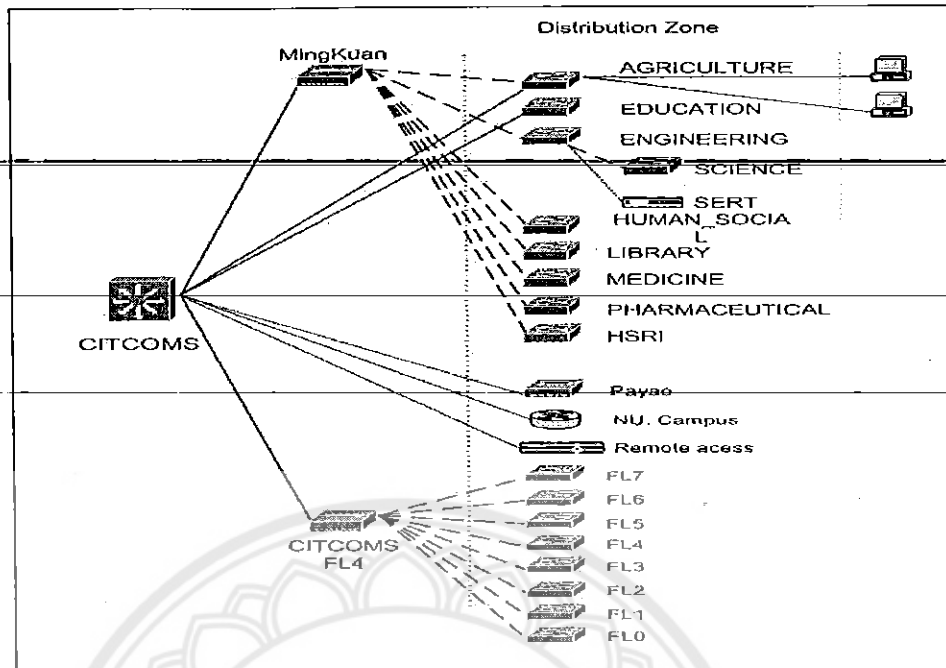 Distribution Zone
MingKuan
AGRICULTURE
EDUCATION
ENGINEERING
SCIENCE
SERT
HUMAN_SOCIA
L
LIBRARY
MEDICINE
PHARMACEUTICAL
HSRI
CITCOMS
Payao
NU. Campus
Remote acess
FL7
FL6
FL5
FL4
FL3
FL2
FL1
FL0
CITCOMS
FL4